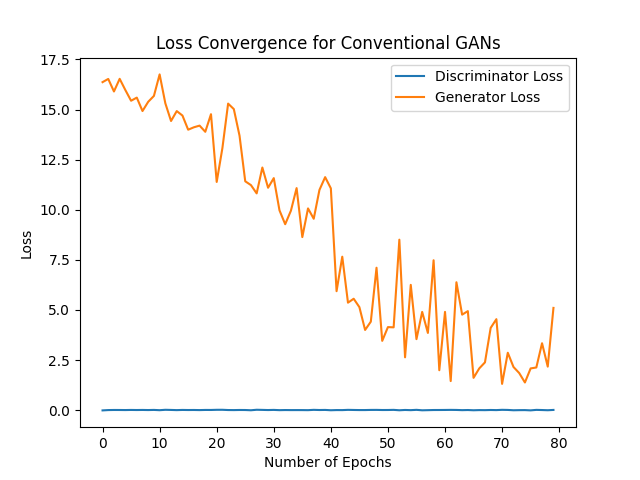 Loss Convergence for Conventional GANs
17.5
15.0
12.5
10.0
7.5
5.0
2.5
0.0
Loss
Discriminator Loss
Generator Loss
0 10 20 30 40 50 60 70 80
Number of Epochs